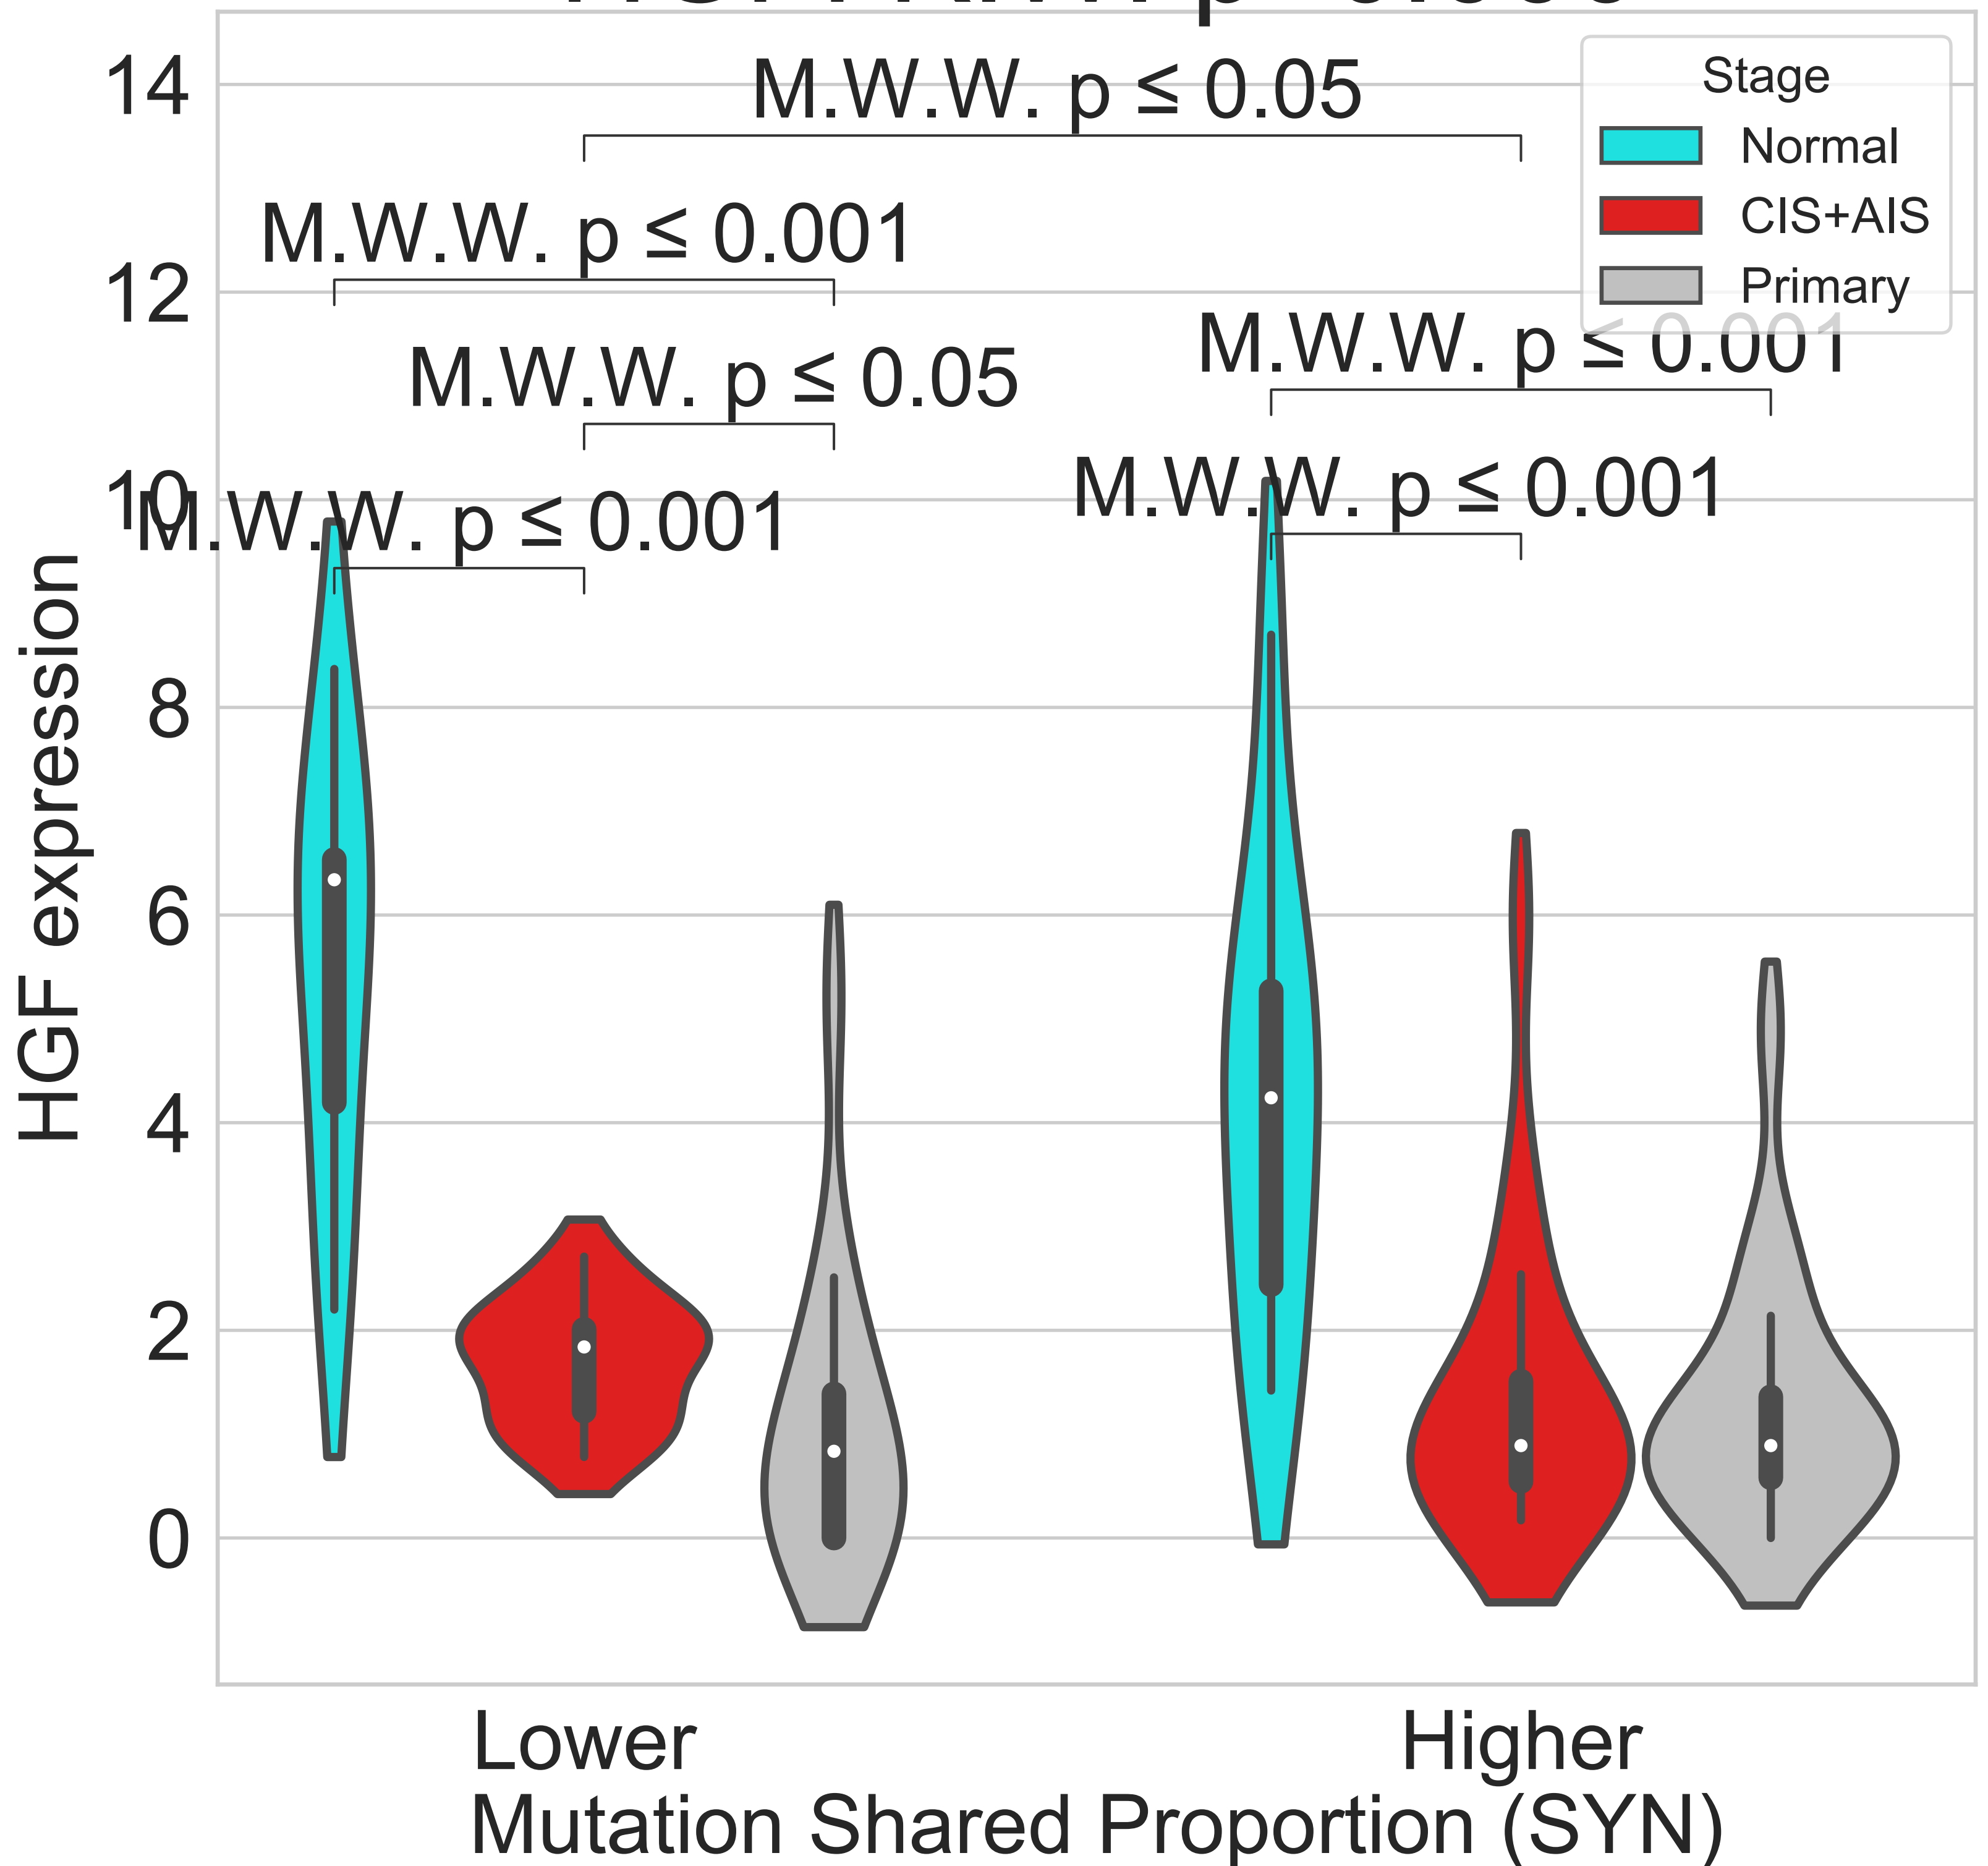 M.W.W. p ≤ 0.05
Stage
Normal
CIS+AIS
Primary
M.W.W. p ≤ 0.001
M.W.W. p ≤ 0.001
M.W.W. p ≤ 0.05
M.W.W. p ≤ 0.001
M.W.W. p ≤ 0.001
14
12
10
8
6
4
2
0
HGF expression
Lower
Higher
Mutation Shared Proportion (SYN)